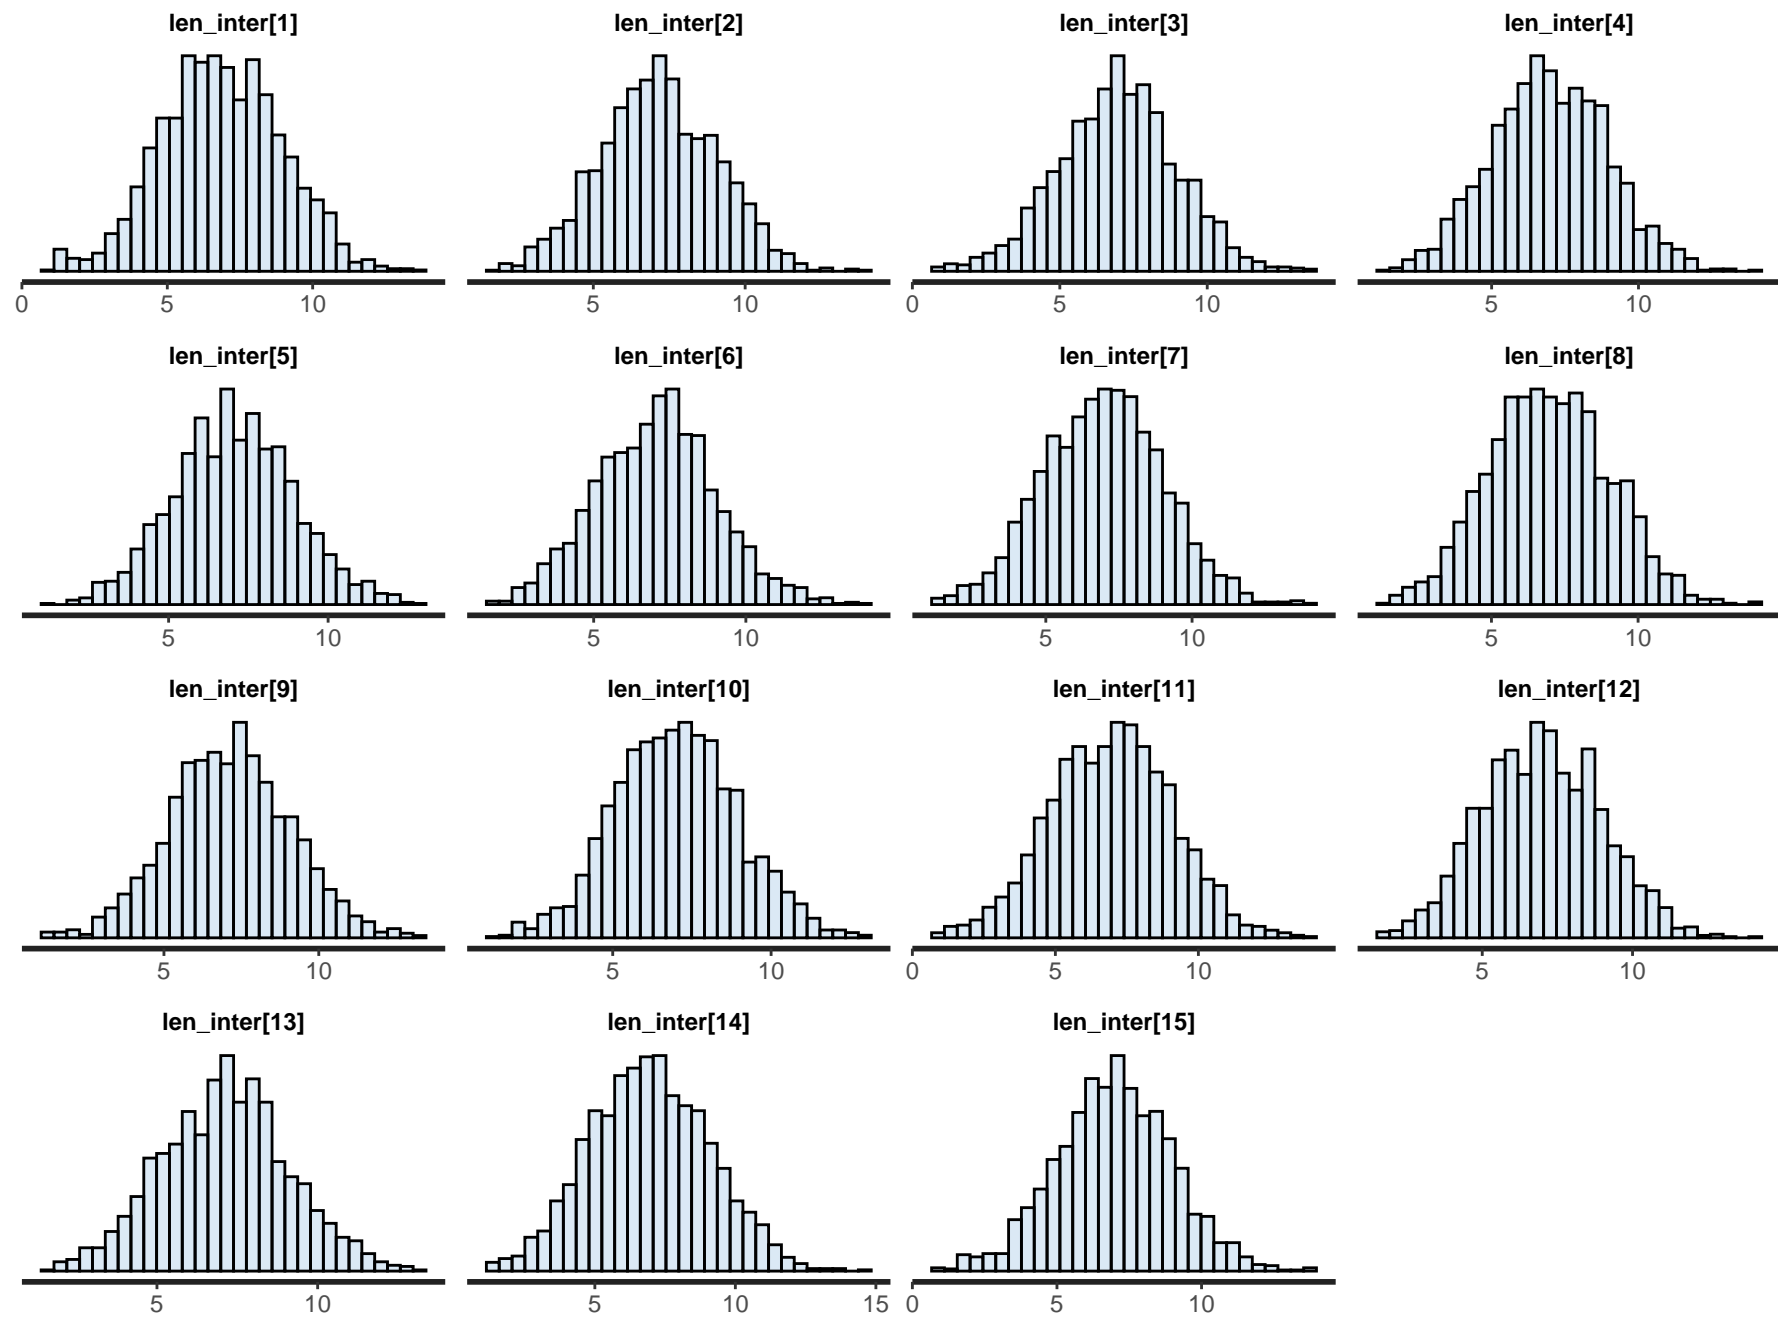 len_inter[1] len_inter[2] len_inter[3] len_inter[4]
0 5 10 5 10 0 5 10 5 10
len_inter[5] len_inter[6] len_inter[7] len_inter[8]
5 10 5 10 5 10 5 10
len_inter[9] len_inter[10] len_inter[11] len_inter[12]
5 10 5 10 0 5 10 5 10
len_inter[13] len_inter[14] len_inter[15]
5 10 5 10 15 0 5 10